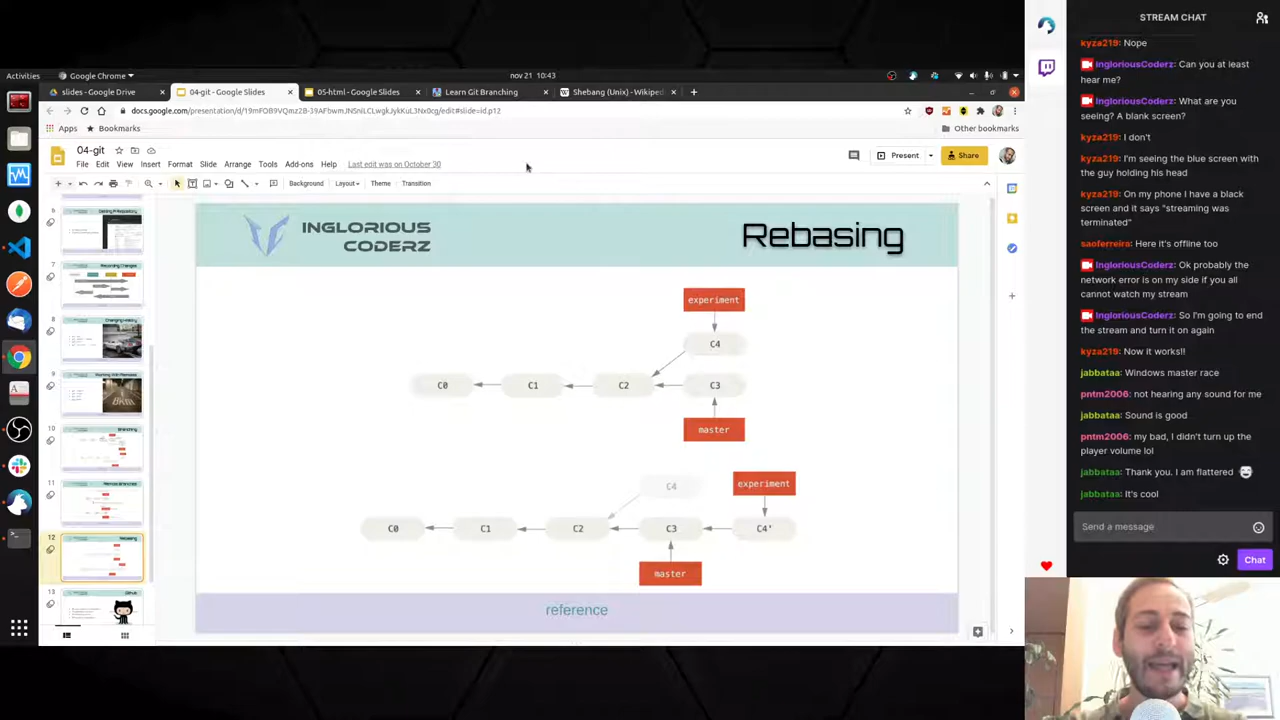 Activities
Google Chrome
nov 21 10:43
slides - Google Drive
04-git - Google Slides
05-html - Google Slides
Learn Git Branching
Shebang (Unix) - Wikiped
Apps
Bookmarks
Other bookmarks
04-git
File Edit View Insert Format Slide Arrange Tools Add-ons Help
Last edit was on October 30
Present
Share
Background
Layout
Theme
Transition
6
7
8
9
10
11
12
13
INGLORIOUS
CODERZ
Rebasing
experiment
C4
C0
C1
C2
C3
master
C4
experiment
C0
C1
C2
C3
C4'
master
reference
STREAM CHAT
kyza219: Nope
IngloriousCoderz: Can you at least
hear me?
IngloriousCoderz: What are you
seeing? A blank screen?
kyza219: I don't
kyza219: I'm seeing the blue screen with
the guy holding his head
kyza219: On my phone I have a black
screen and it says "streaming was
terminated"
saoferreira: Here it's offline too
IngloriousCoderz: Ok probably the
network error is on my side if you all
cannot watch my stream
IngloriousCoderz: So I'm going to end
the stream and turn it on again
kyza219: Now it works!!
jabbataa: Windows master race
pntm2006: not hearing any sound for me
jabbataa: Sound is good
pntm2006: my bad, I didn't turn up the
player volume lol
jabbataa: Thank you. I am flattered
jabbataa: It's cool
Send a message
Chat